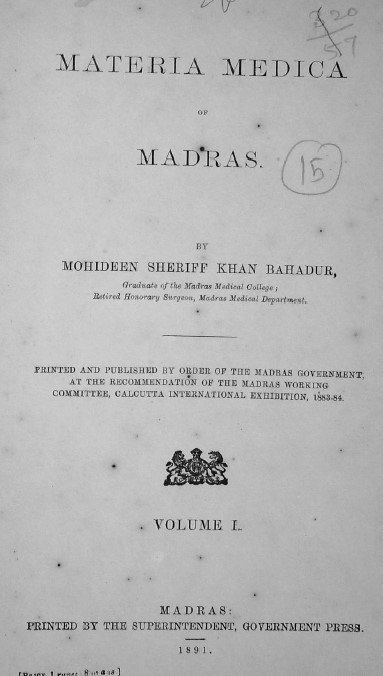 MATERIA MEDICA
OF
MADRAS.
15
BY
MOHIDEEN SHERIFF KHAN BAHADUR,
Graduate of the Madras Medical College;
Retired Honorary Surgeon, Madras Medical Department.
PRINTED AND PUBLISHED BY ORDER OF THE MADRAS GOVERNMENT,
AT THE RECOMMENDATION OF THE MADRAS WORKING
COMMITTEE, CALCUTTA INTERNATIONAL EXHIBITION, 1883-84.
VOLUME I.
MADRAS:
PRINTED BY THE SUPERINTENDENT, GOVERNMENT PRESS.
1891.